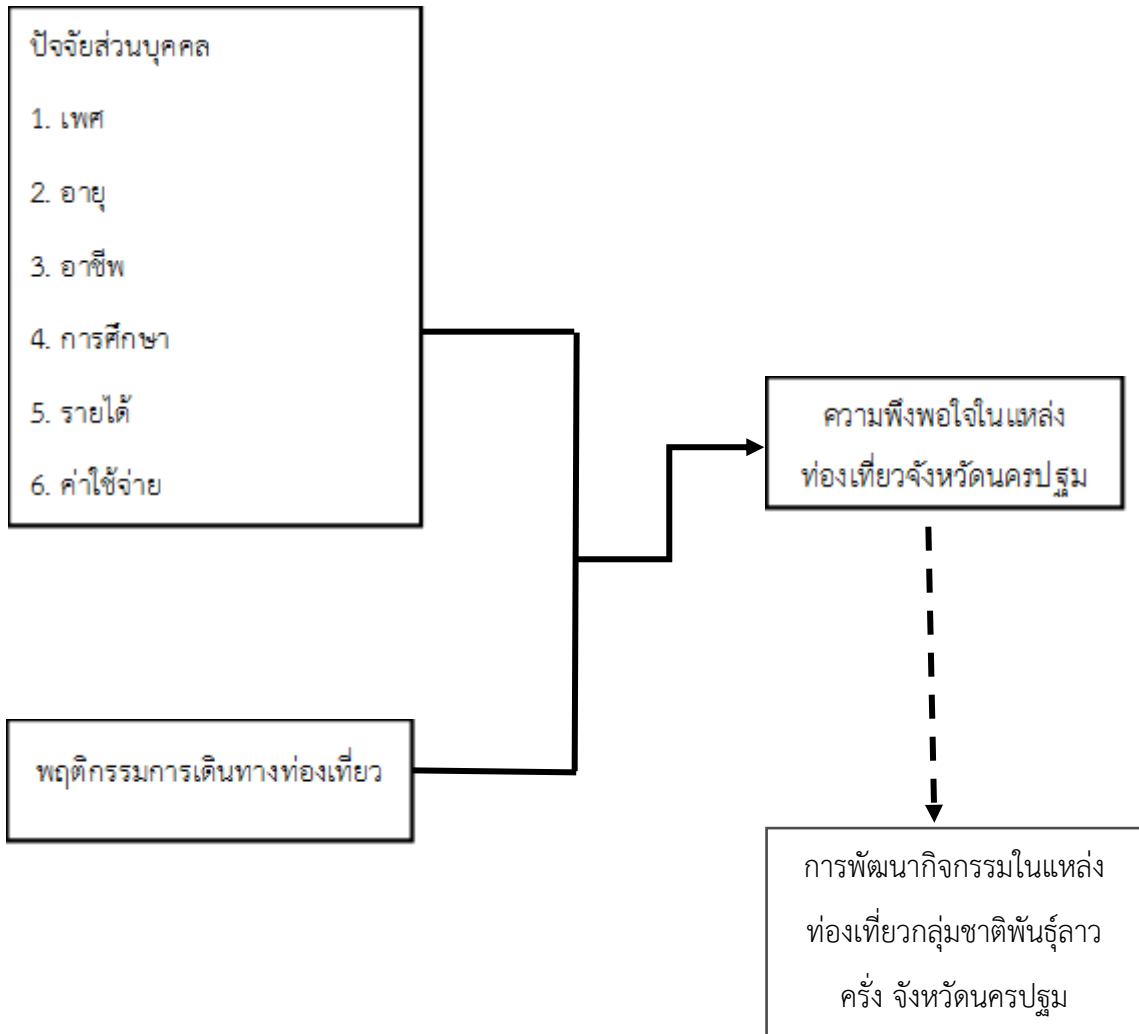 ปัจจัยส่วนบุคคล
1. เพศ
2. อายุ
3. อาชีพ
4. การศึกษา
5. รายได้
6. ค่าใช้จ่าย
ความพึงพอใจในแหล่ง
ท่องเที่ยวจังหวัดนครปฐม
พฤติกรรมการเดินทางท่องเที่ยว
การพัฒนากิจกรรมในแหล่ง
ท่องเที่ยวกลุ่มชาติพันธุ์ลาว
ครั่ง จังหวัดนครปฐม